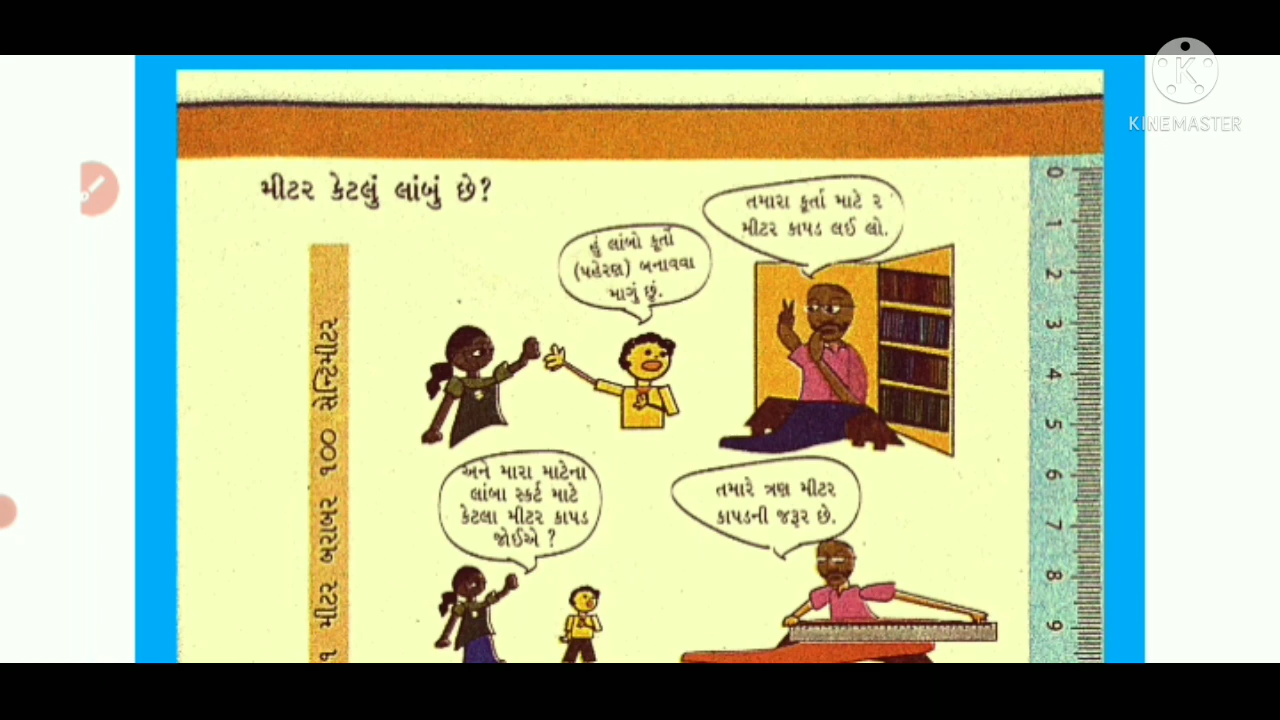 KINEMASTER
મીટર કેટલું લાંબું છે?
તમારા કૂર્તા માટે ૨
મીટર કાપડ લઈ લો.
હું લાંબો કૂર્તો
(પહેરણ) બનાવવા
માગું છું.
અને મારા માટેના
લાંબા સ્કર્ટ માટે
કેટલા મીટર કાપડ
જોઈએ ?
તમારે ત્રણ મીટર
કાપડની જરૂર છે.
૧ મીટર બરાબર ૧૦૦ સેન્ટિમીટર
0
1
2
3
4
5
6
7
8
9